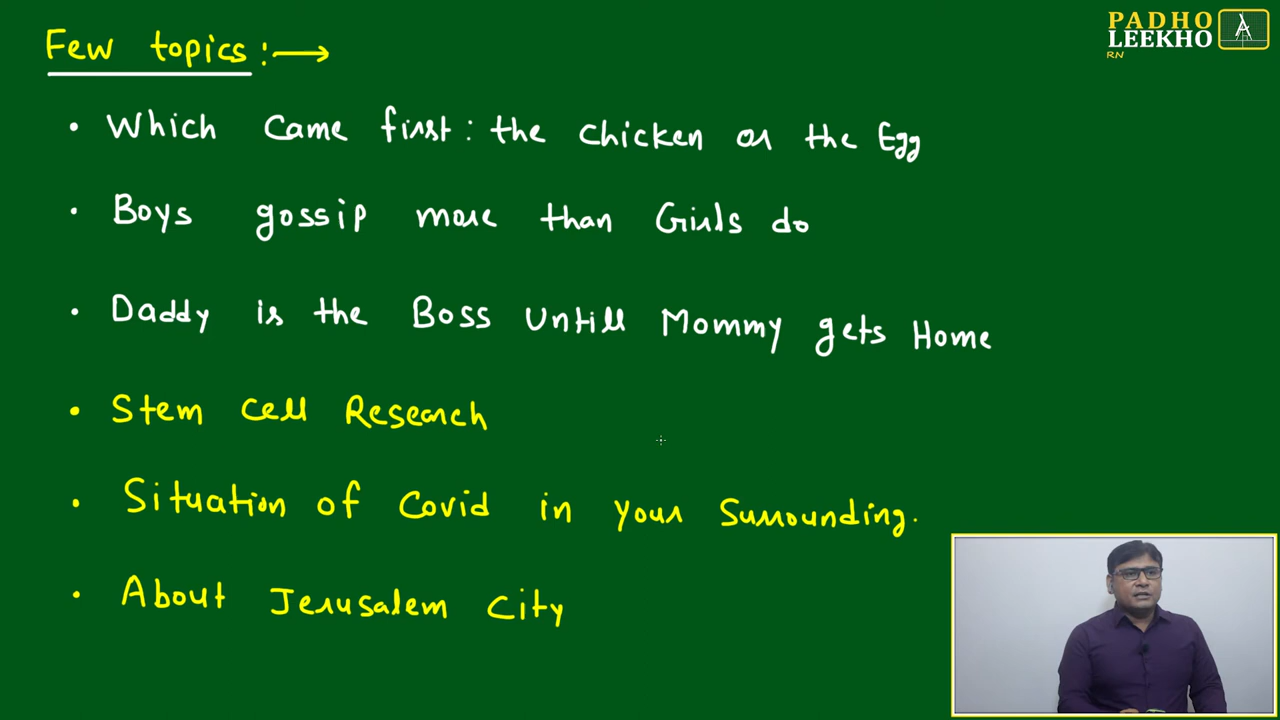 Few topics :→
PADHO
LEEKHO
RN
• Which came first : the chicken or the Egg
• Boys gossip more than Girls do
• Daddy is the Boss Untill Mommy gets Home
• Stem Cell Research
• Situation of Covid in your Surrounding.
• About Jerusalem City